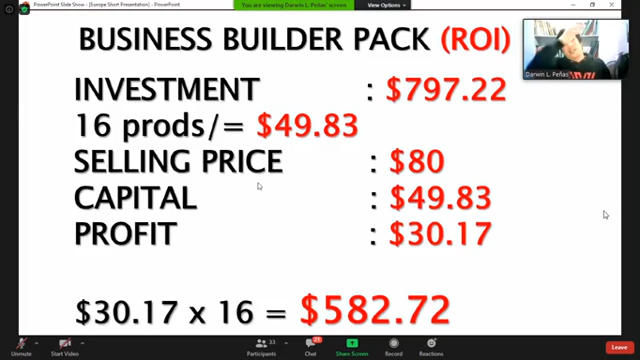 PowerPoint Slide Show - [Europe Short Presentation] - PowerPoint
You are viewing Darwin L. Peñas' screen
View Options
BUSINESS BUILDER PACK (ROI)
Darwin L. Peñas
INVESTMENT : $797.22
16 prods/= $49.83
SELLING PRICE : $80
CAPITAL : $49.83
PROFIT : $30.17
$30.17 x 16 = $582.72
Unmute
Start Video
Participants 33
Chat 21
Share Screen
Record
Reactions
Leave